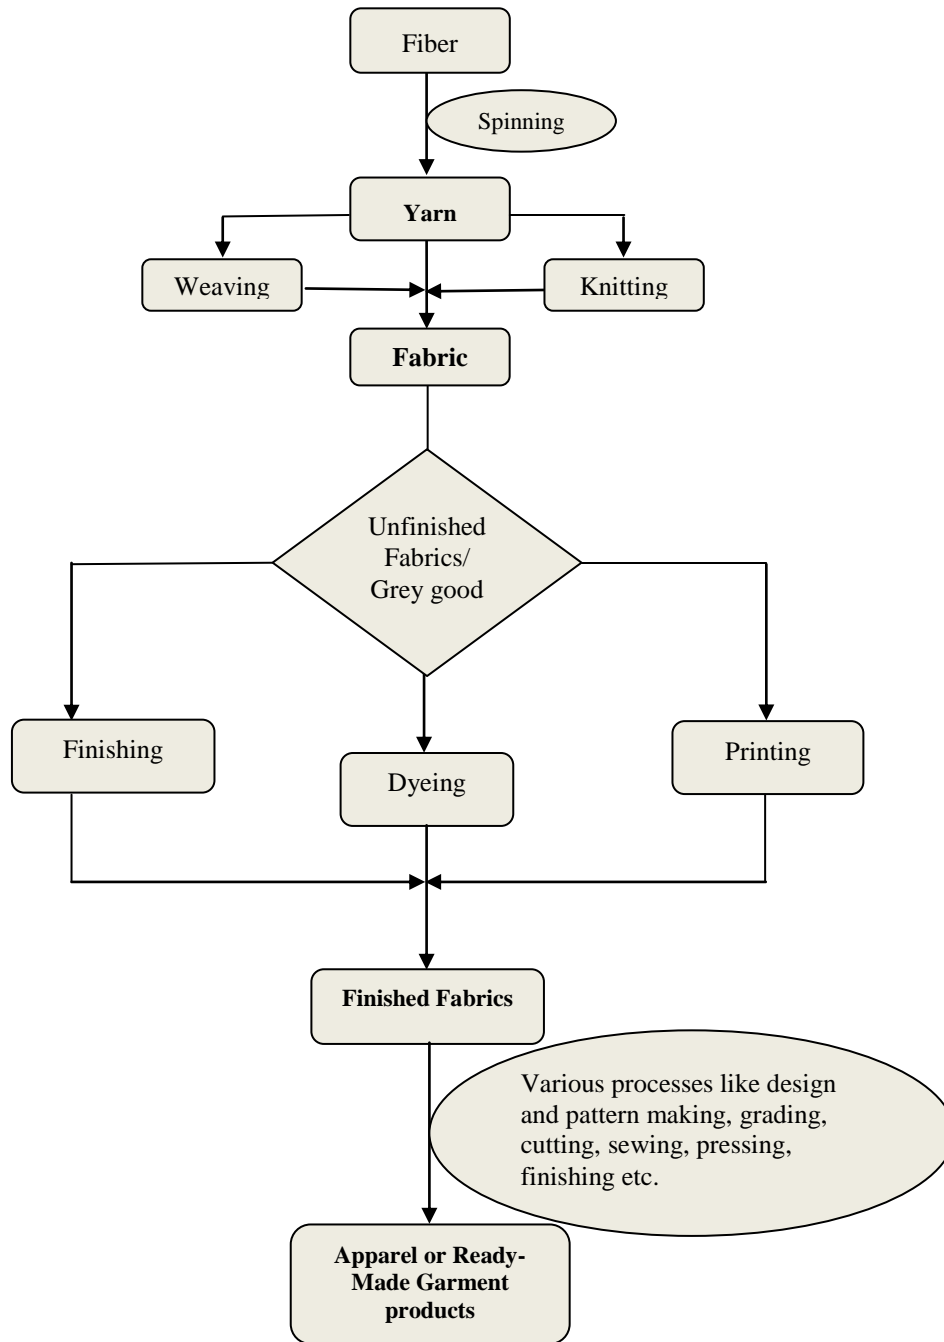 Fiber
Spinning
Yarn
Weaving
Knitting
Fabric
Unfinished
Fabrics/
Grey good
Finishing
Dyeing
Printing
Finished Fabrics
Various processes like design
and pattern making, grading,
cutting, sewing, pressing,
finishing etc.
Apparel or Ready-
Made Garment
products